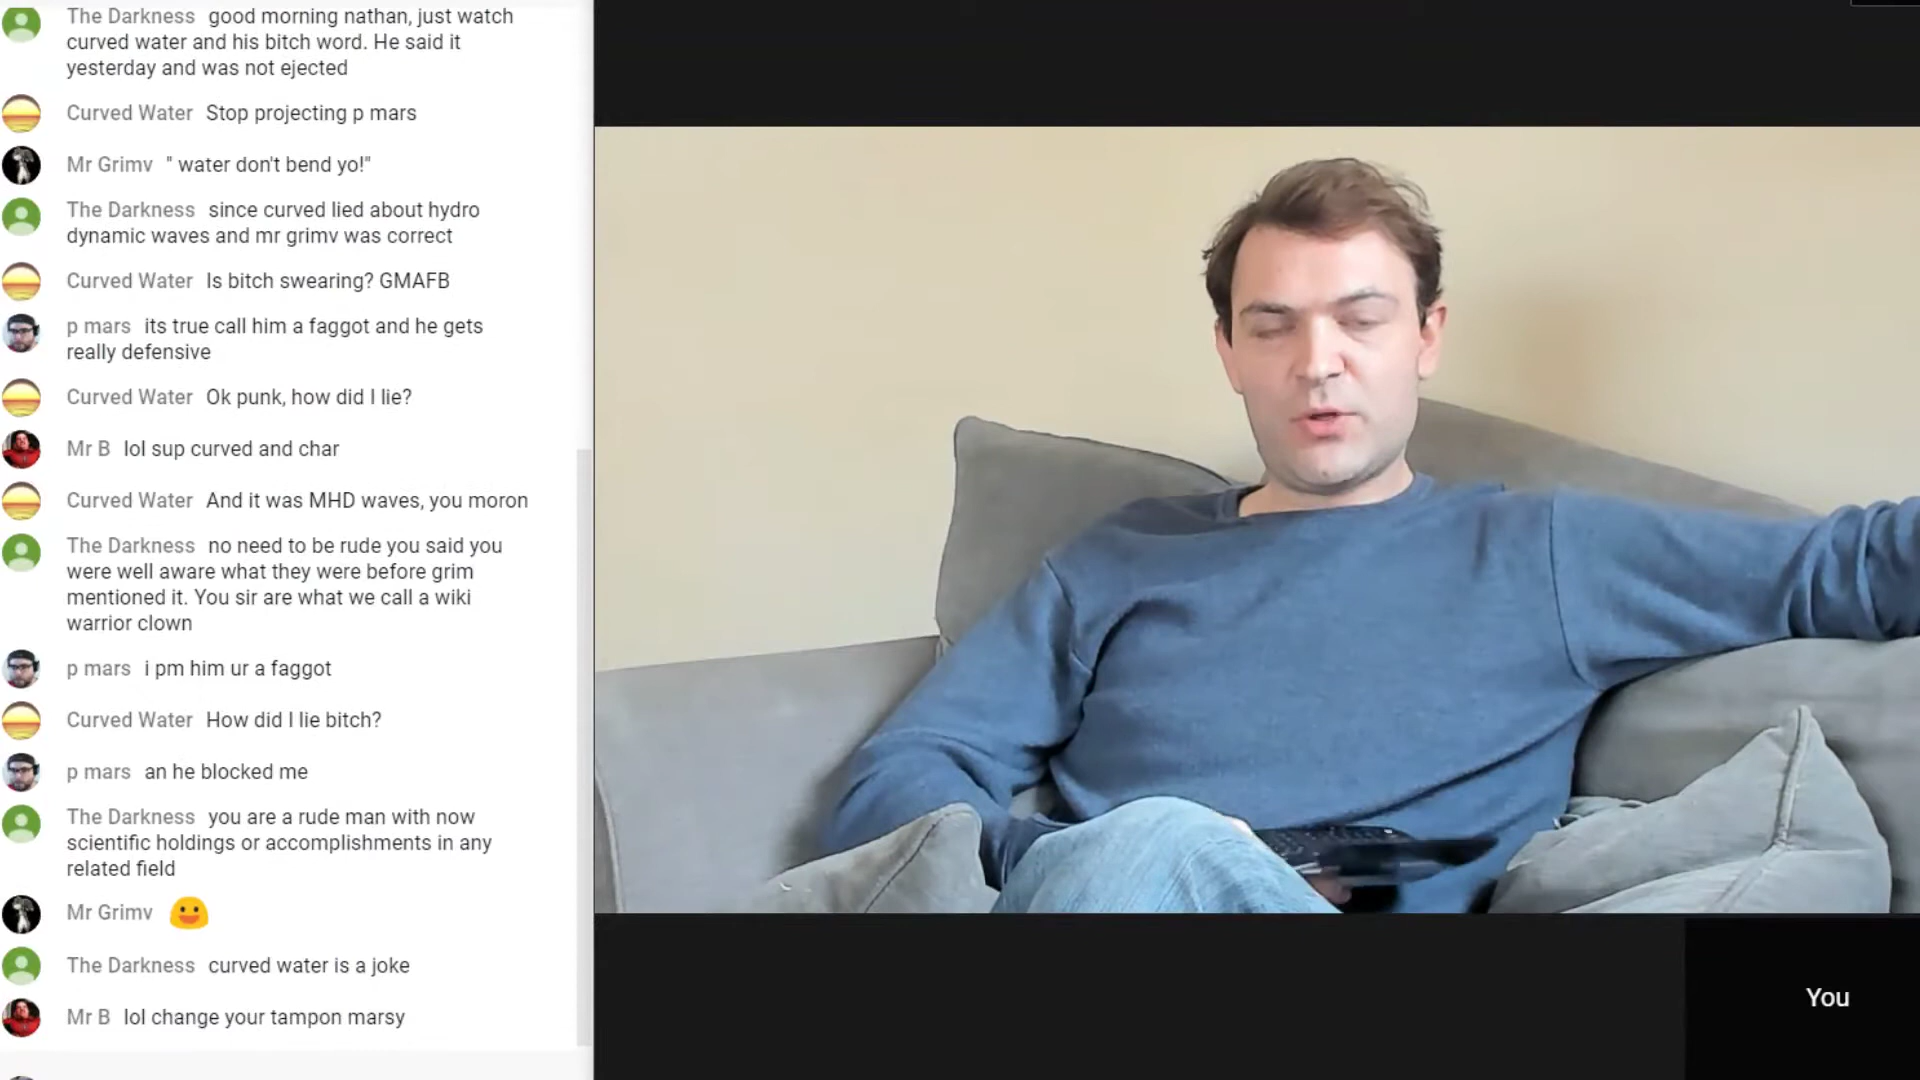 The Darkness good morning nathan, just watch
curved water and his bitch word. He said it
yesterday and was not ejected
Curved Water Stop projecting p mars
Mr Grimv " water don't bend yo!"
The Darkness since curved lied about hydro
dynamic waves and mr grimv was correct
Curved Water Is bitch swearing? GMAFB
p mars its true call him a faggot and he gets
really defensive
Curved Water Ok punk, how did I lie?
Mr B lol sup curved and char
Curved Water And it was MHD waves, you moron
The Darkness no need to be rude you said you
were well aware what they were before grim
mentioned it. You sir are what we call a wiki
warrior clown
p mars i pm him ur a faggot
Curved Water How did I lie bitch?
p mars an he blocked me
The Darkness you are a rude man with now
scientific holdings or accomplishments in any
related field
Mr Grimv
The Darkness curved water is a joke
Mr B lol change your tampon marsy
You